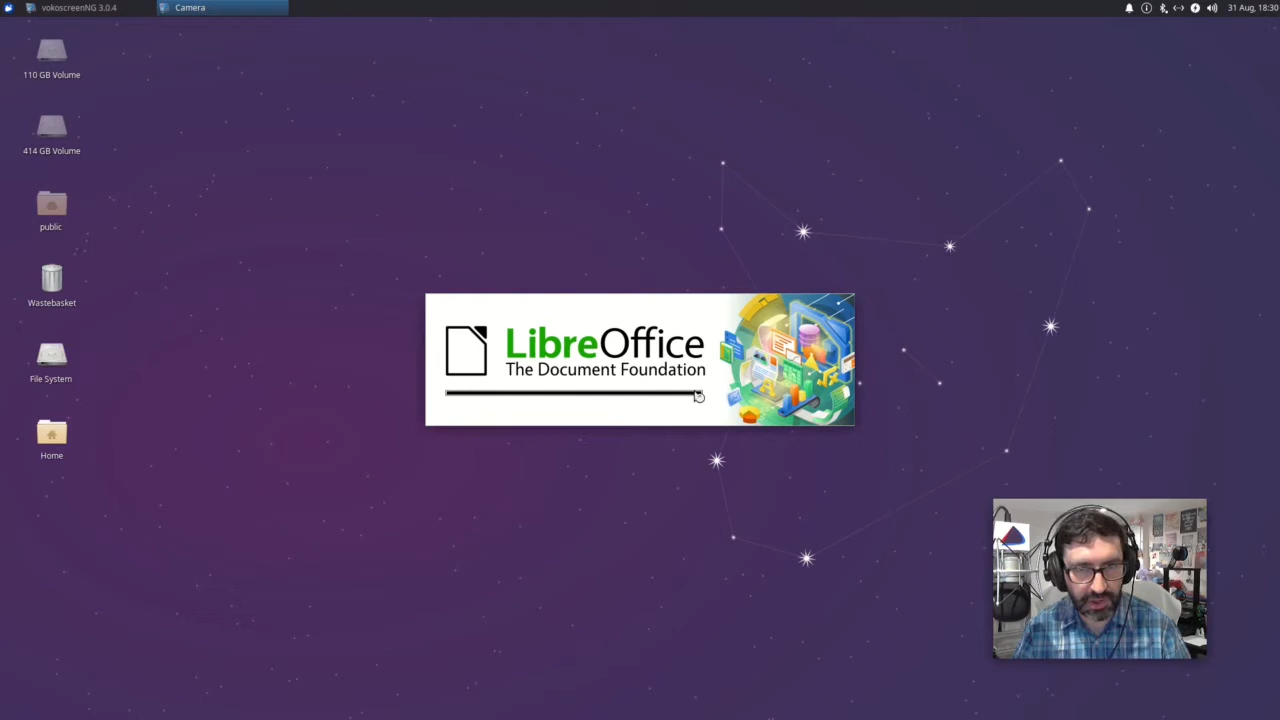 vokoscreenNG 3.0.4
Camera
31 Aug, 18:30
110 GB Volume
414 GB Volume
public
Wastebasket
File System
Home
LibreOffice
The Document Foundation